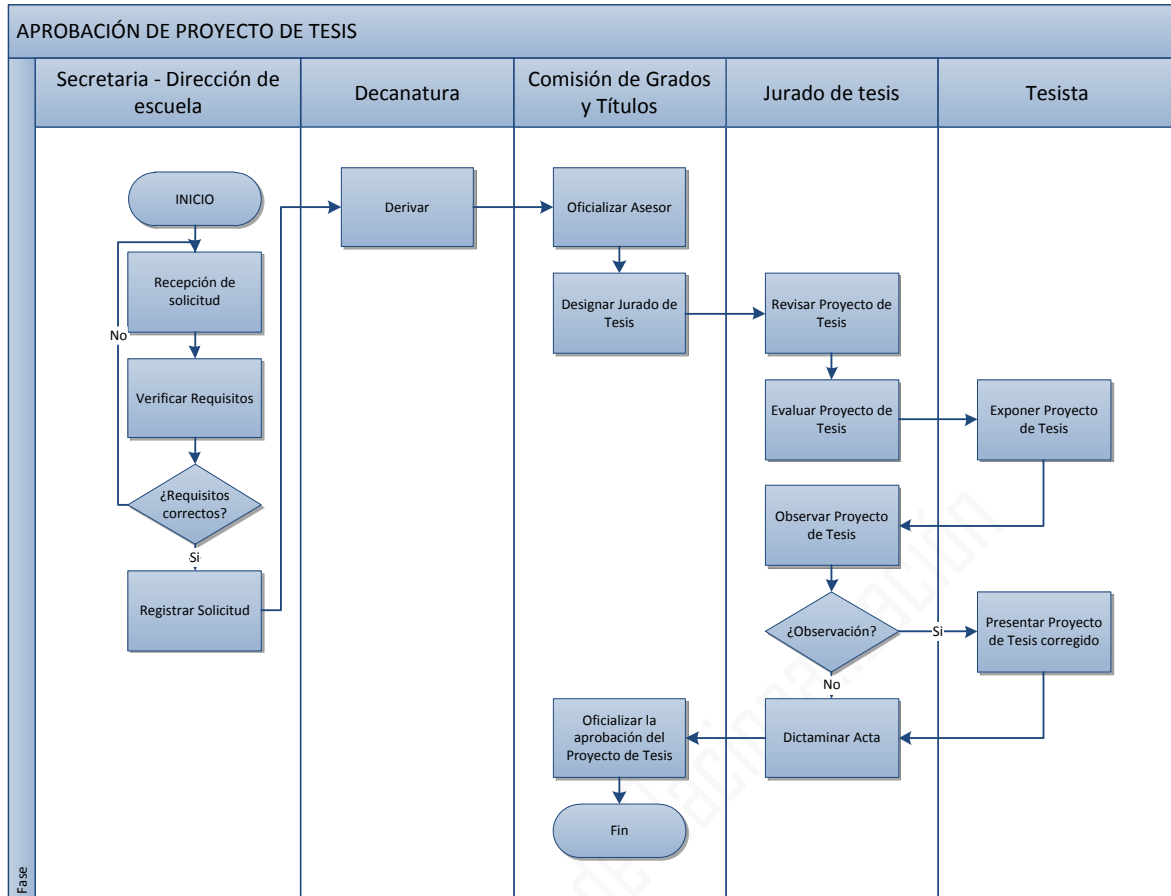 APROBACIÓN DE PROYECTO DE TESIS
Secretaria - Dirección de
escuela
Decanatura
Comisión de Grados
y Títulos
Jurado de tesis
Tesista
INICIO
Recepción de
solicitud
No
Verificar Requisitos
¿Requisitos
correctos?
Si
Registrar Solicitud
Derivar
Oficializar Asesor
Designar Jurado de
Tesis
Revisar Proyecto de
Tesis
Evaluar Proyecto de
Tesis
Exponer Proyecto
de Tesis
Observar Proyecto
de Tesis
¿Observación?
Si
Presentar Proyecto
de Tesis corregido
No
Dictaminar Acta
Oficializar la
aprobación del
Proyecto de Tesis
Fin
Fase